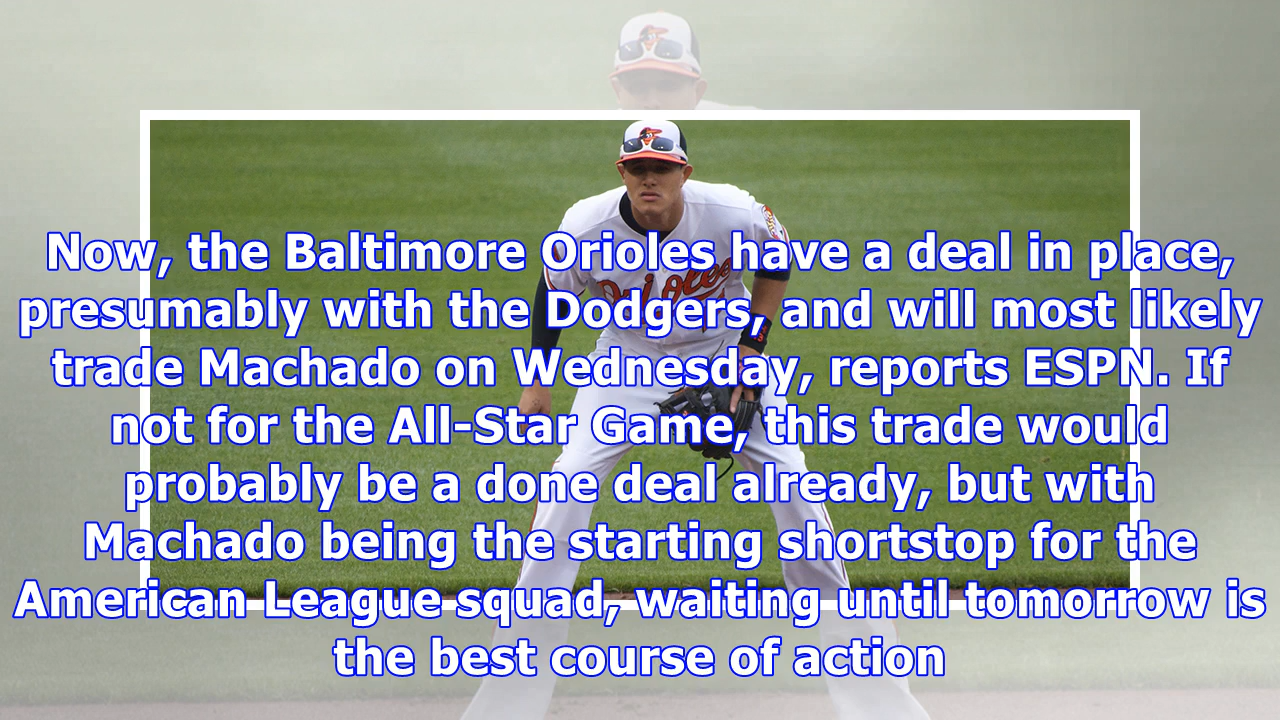 Now, the Baltimore Orioles have a deal in place,
presumably with the Dodgers, and will most likely
trade Machado on Wednesday, reports ESPN. If
not for the All-Star Game, this trade would
probably be a done deal already, but with
Machado being the starting shortstop for the
American League squad, waiting until tomorrow is
the best course of action
Orioles